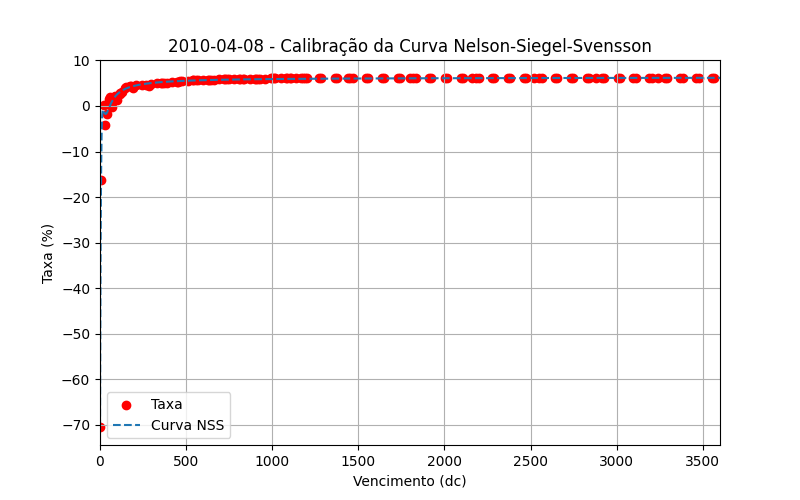 2010-04-08 - Calibração da Curva Nelson-Siegel-Svensson
10
0
−10
−20
−30
−40
−50
−60
−70
Taxa (%)
Taxa
Curva NSS
0 500 1000 1500 2000 2500 3000 3500
Vencimento (dc)